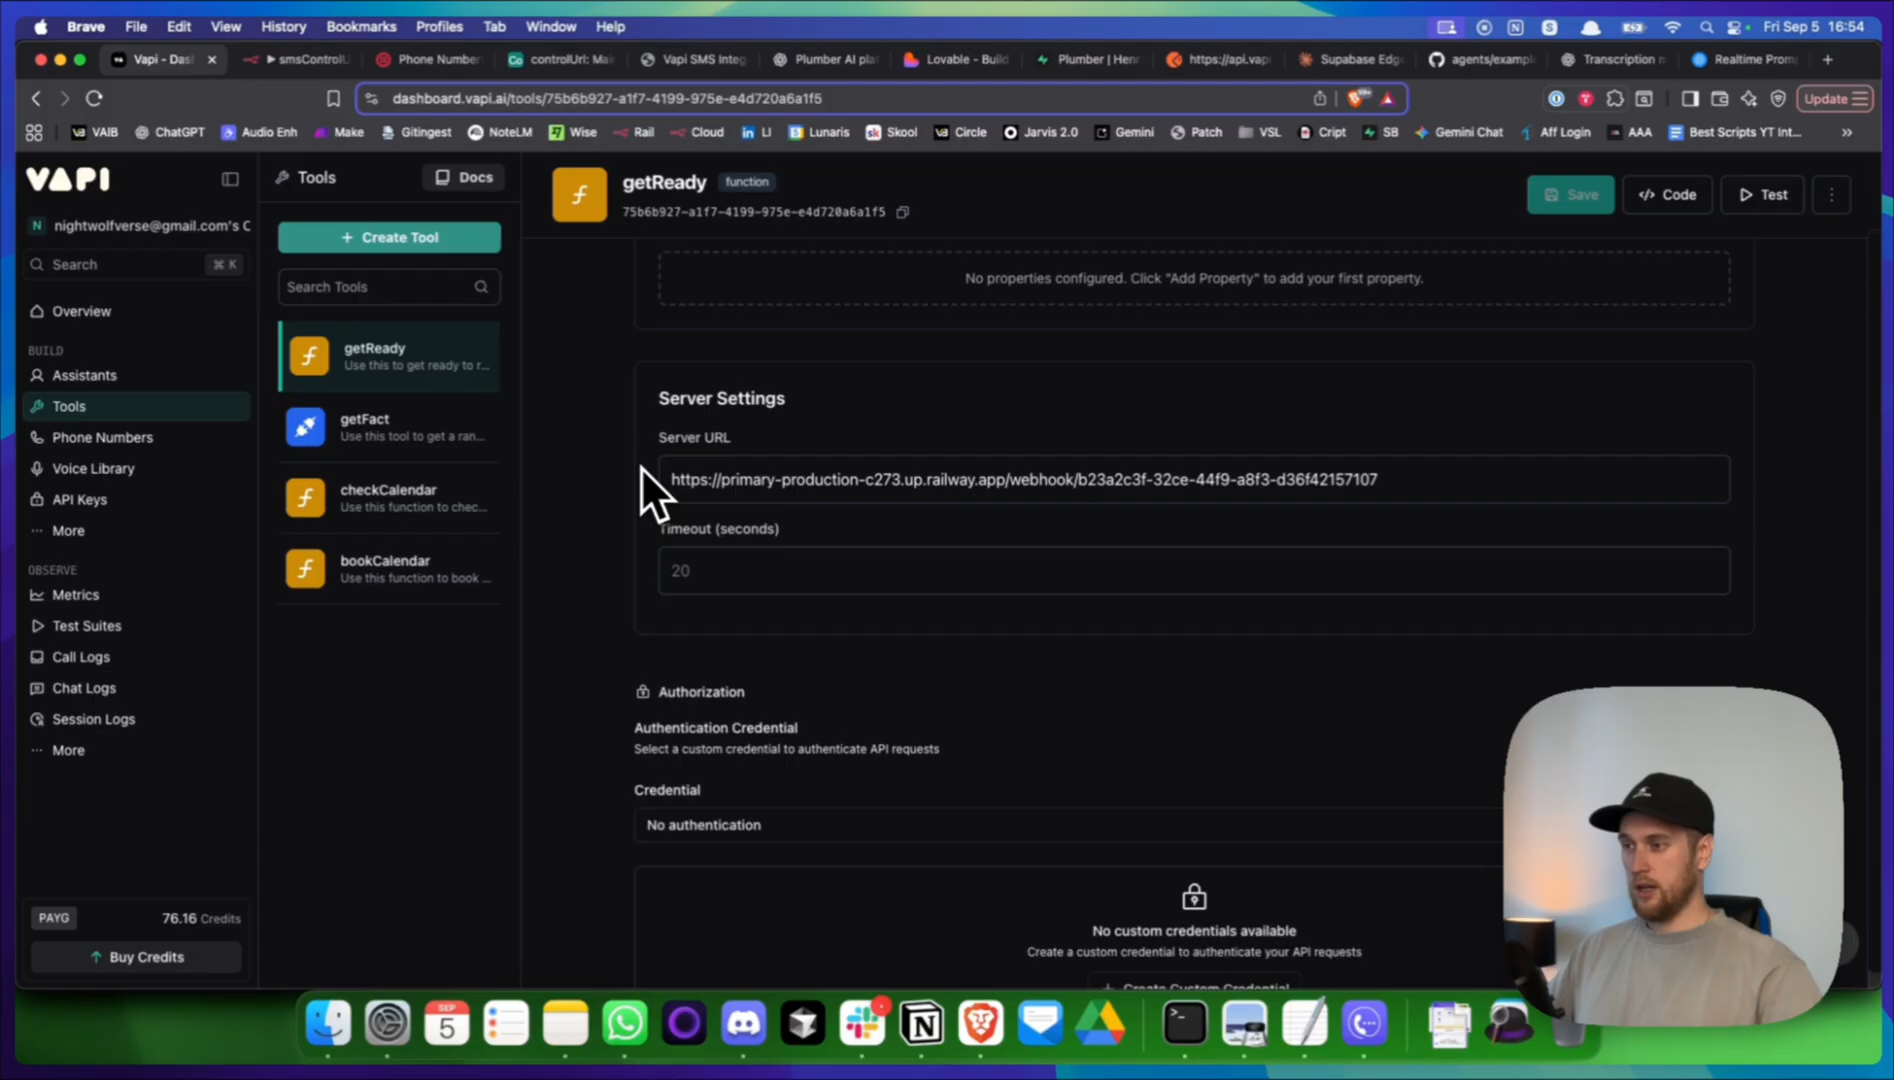 Brave File Edit View History Bookmarks Profiles Tab Window Help Fri Sep 5 16:54
Vapi - Das smsControlU Phone Number controlUrl: Mai Vapi SMS Integ Plumber AI pla Lovable - Build Plumber | Henr https://api.vapi Supabase Edg agents/exampl Transcription m Realtime Prom
dashboard.vapi.ai/tools/75b6b927-a1f7-4199-975e-e4d720a6a1f5 99+ Update
VAIB ChatGPT Audio Enh Make Gitingest NoteLM Wise Rail Cloud LI Lunaris Skool Circle Jarvis 2.0 Gemini Patch VSL Cript SB Gemini Chat Aff Login AAA Best Scripts YT Int...
VAPI
nightwolfverse@gmail.com's C
Search ⌘ K
Overview
BUILD
Assistants
Tools
Phone Numbers
Voice Library
API Keys
More
OBSERVE
Metrics
Test Suites
Call Logs
Chat Logs
Session Logs
More
PAYG 76.16 Credits
Buy Credits
Tools Docs
+ Create Tool
Search Tools
getReady
Use this to get ready to r...
getFact
Use this tool to get a ran...
checkCalendar
Use this function to chec...
bookCalendar
Use this function to book ...
getReady function
75b6b927-a1f7-4199-975e-e4d720a6a1f5
Save </> Code Test
No properties configured. Click "Add Property" to add your first property.
Server Settings
Server URL
https://primary-production-c273.up.railway.app/webhook/b23a2c3f-32ce-44f9-a8f3-d36f42157107
Timeout (seconds)
20
Authorization
Authentication Credential
Select a custom credential to authenticate API requests
Credential
No authentication
No custom credentials available
Create a custom credential to authenticate your API requests
+ Create Custom Credential
SEP
5